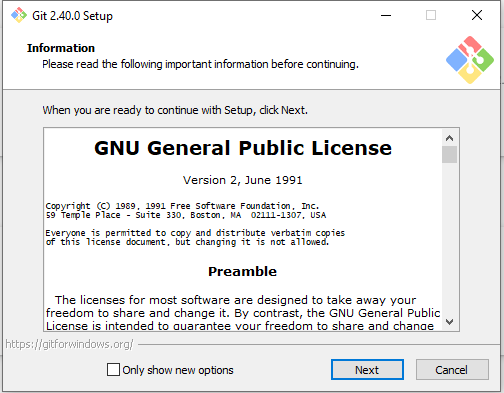 Git 2.40.0 Setup
Information
Please read the following important information before continuing.
When you are ready to continue with Setup, click Next.
GNU General Public License
Version 2, June 1991
Copyright (C) 1989, 1991 Free Software Foundation, Inc.
59 Temple Place - Suite 330, Boston, MA  02111-1307, USA
Everyone is permitted to copy and distribute verbatim copies
of this license document, but changing it is not allowed.
Preamble
The licenses for most software are designed to take away your
freedom to share and change it. By contrast, the GNU General Public
License is intended to guarantee your freedom to share and change
https://gitforwindows.org/
Only show new options
Next
Cancel